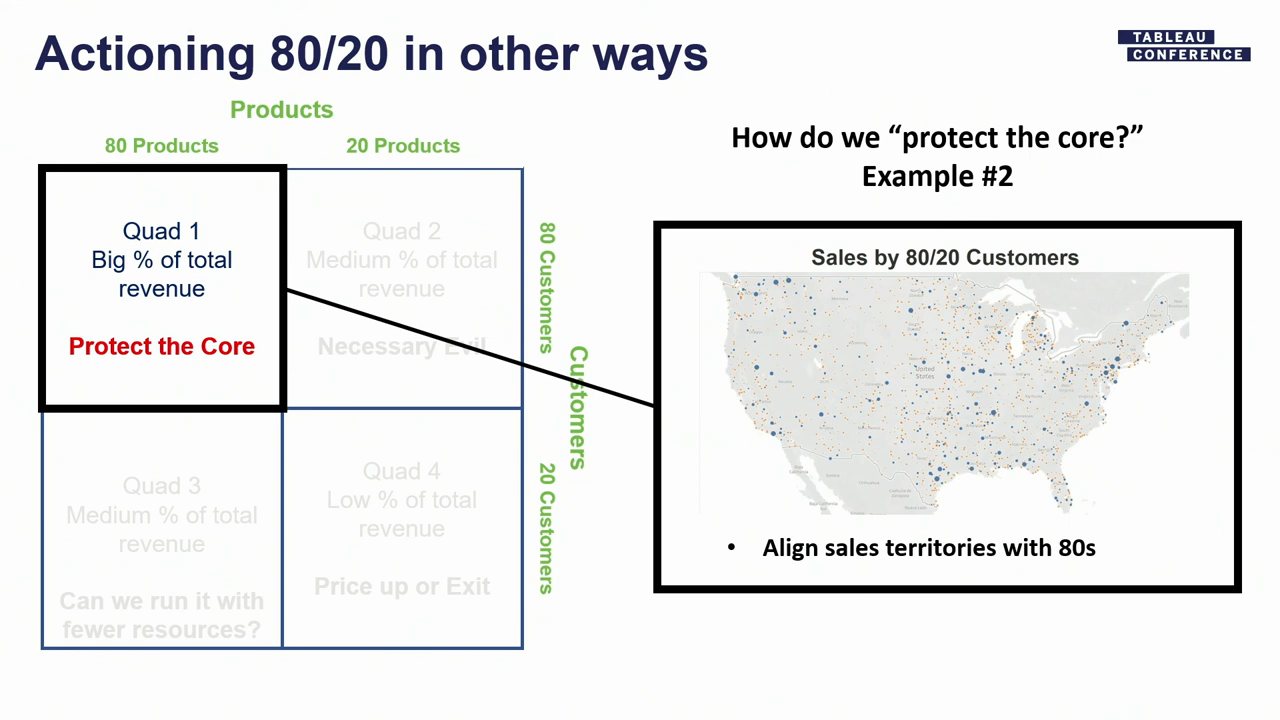 Actioning 80/20 in other ways
TABLEAU
CONFERENCE
Products
80 Products
20 Products
Quad 1
Big % of total
revenue
Protect the Core
Quad 2
Medium % of total
revenue
Necessary Evil
80 Customers
Customers
20 Customers
Quad 3
Medium % of total
revenue
Can we run it with
fewer resources?
Quad 4
Low % of total
revenue
Price up or Exit
How do we “protect the core?”
Example #2
Sales by 80/20 Customers
United
States
• Align sales territories with 80s